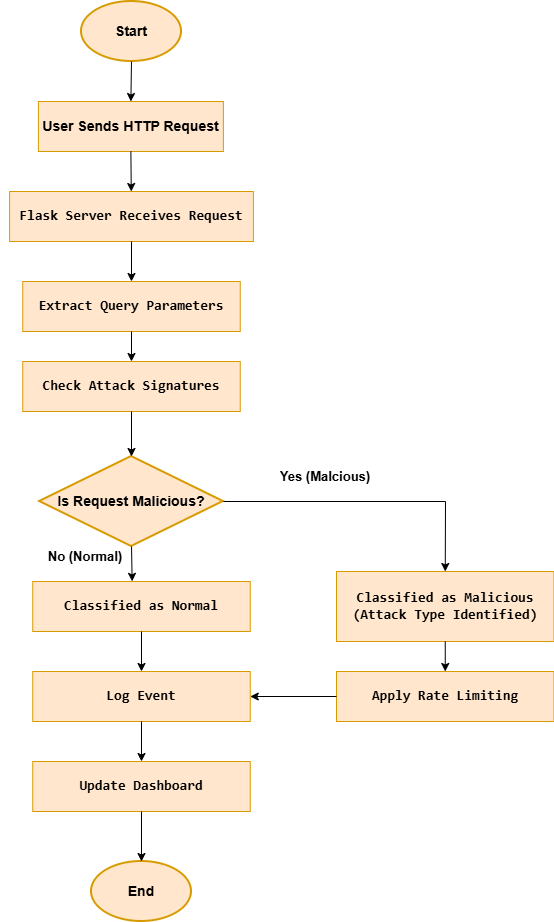 Start
User Sends HTTP Request
Flask Server Receives Request
Extract Query Parameters
Check Attack Signatures
Is Request Malicious?
Yes (Malcious)
No (Normal)
Classified as Normal
Classified as Malicious
(Attack Type Identified)
Log Event
Apply Rate Limiting
Update Dashboard
End